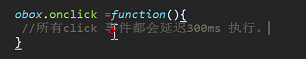 obox.onclick =function(){
//所有click 事件都会延迟300ms 执行。
}